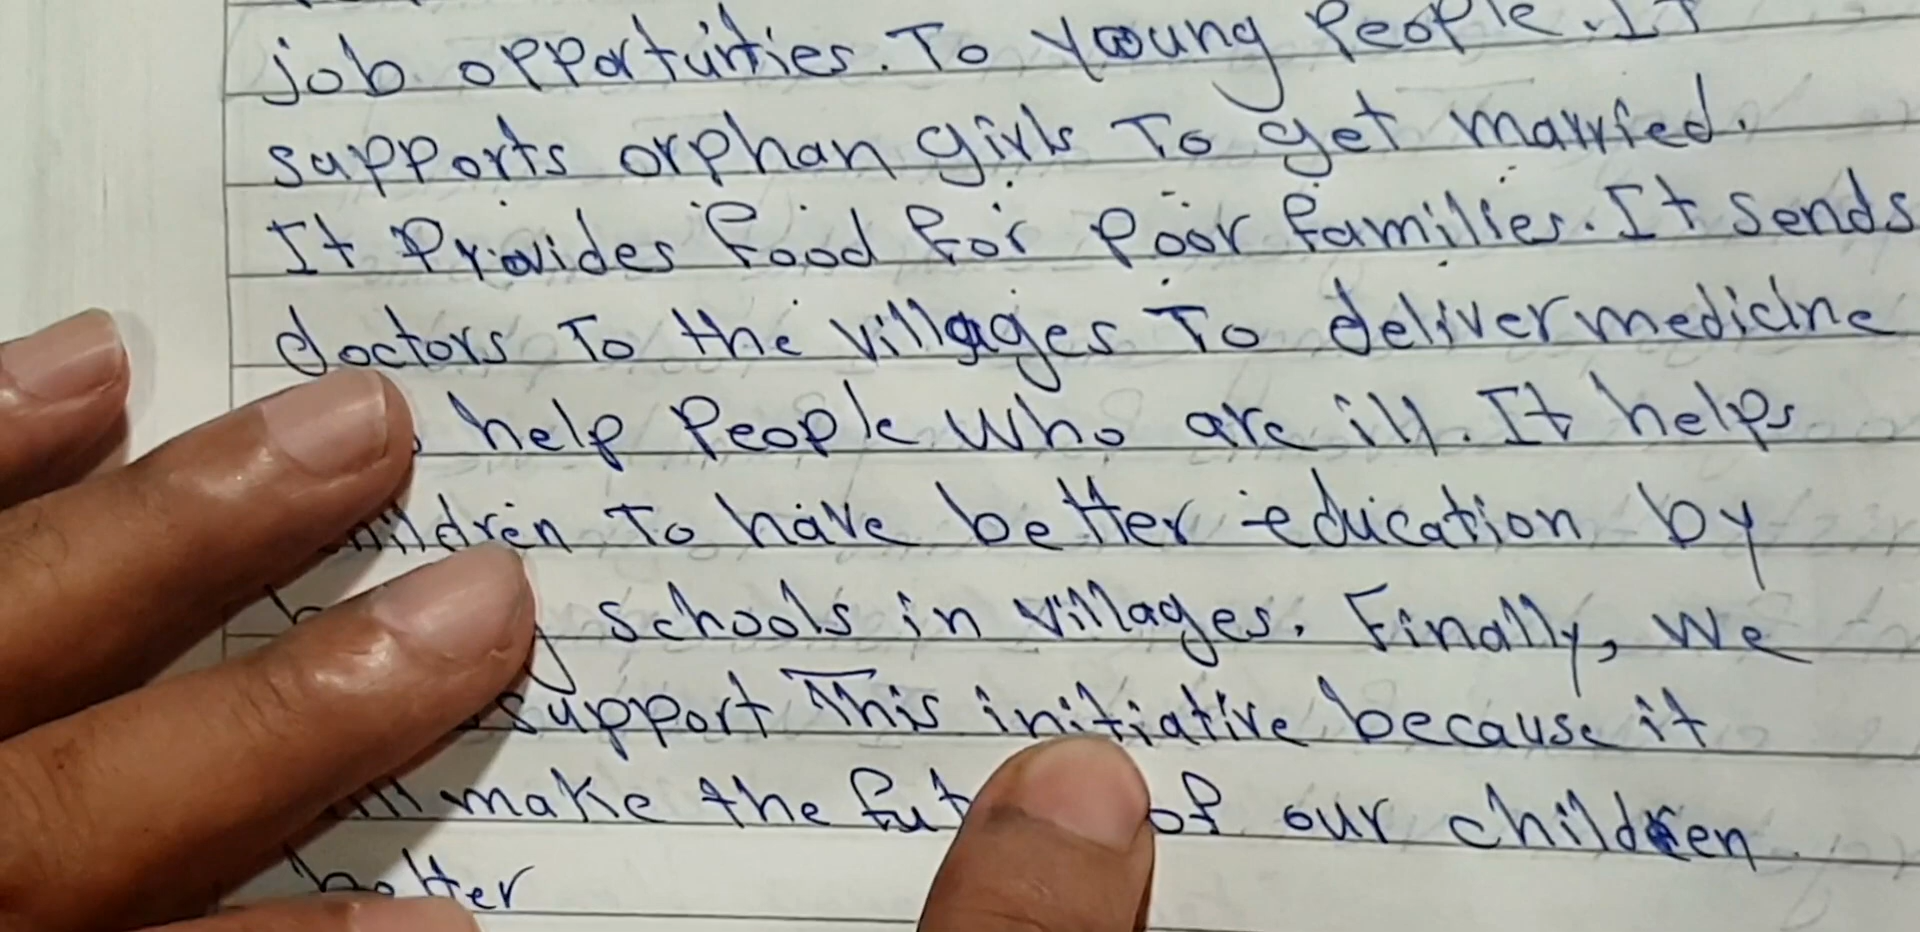 job opportunities. To young People. It
supports orphan girls To get married.
It Provides food for poor families. It sends
doctors To the villages To deliver medicine
help People who are ill. It helps
children To have better education by
schools in villages. Finally, we
support This initiative because it
make the of our children
better